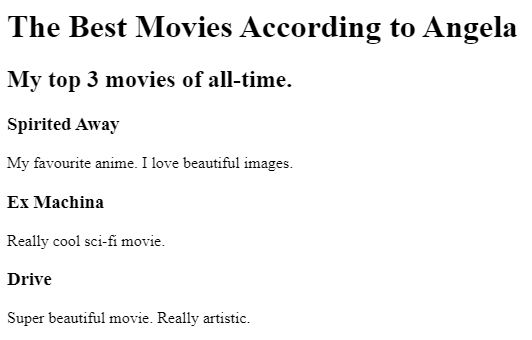 The Best Movies According to Angela
My top 3 movies of all-time.
Spirited Away
My favourite anime. I love beautiful images.
Ex Machina
Really cool sci-fi movie.
Drive
Super beautiful movie. Really artistic.